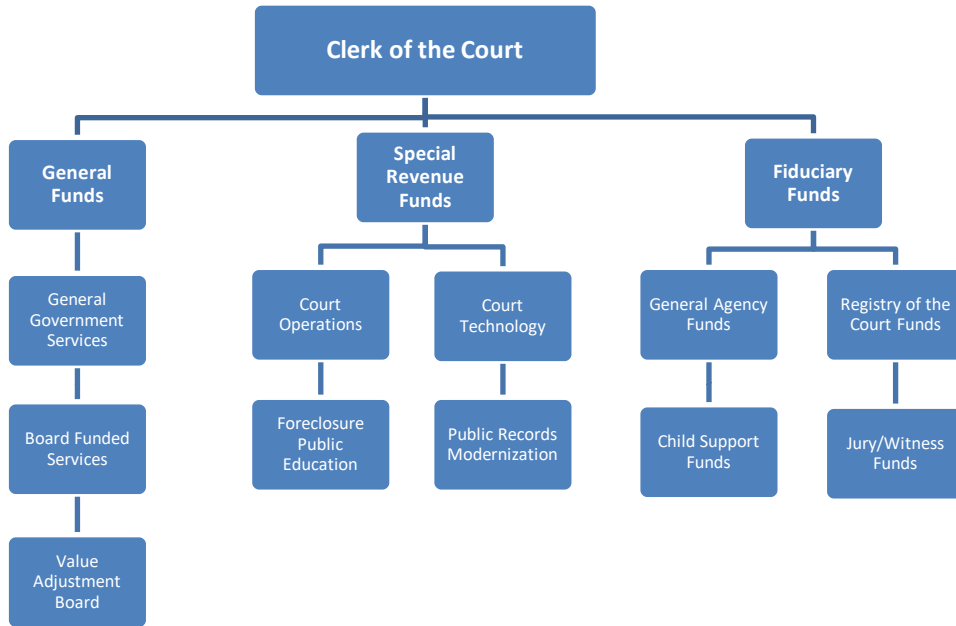 Clerk of the Court
General
Funds
Special
Revenue
Funds
Fiduciary
Funds
General
Government
Services
Court
Operations
Court
Technology
General Agency
Funds
Registry of the
Court Funds
Board Funded
Services
Foreclosure
Public
Education
Public Records
Modernization
Child Support
Funds
Jury/Witness
Funds
Value
Adjustment
Board